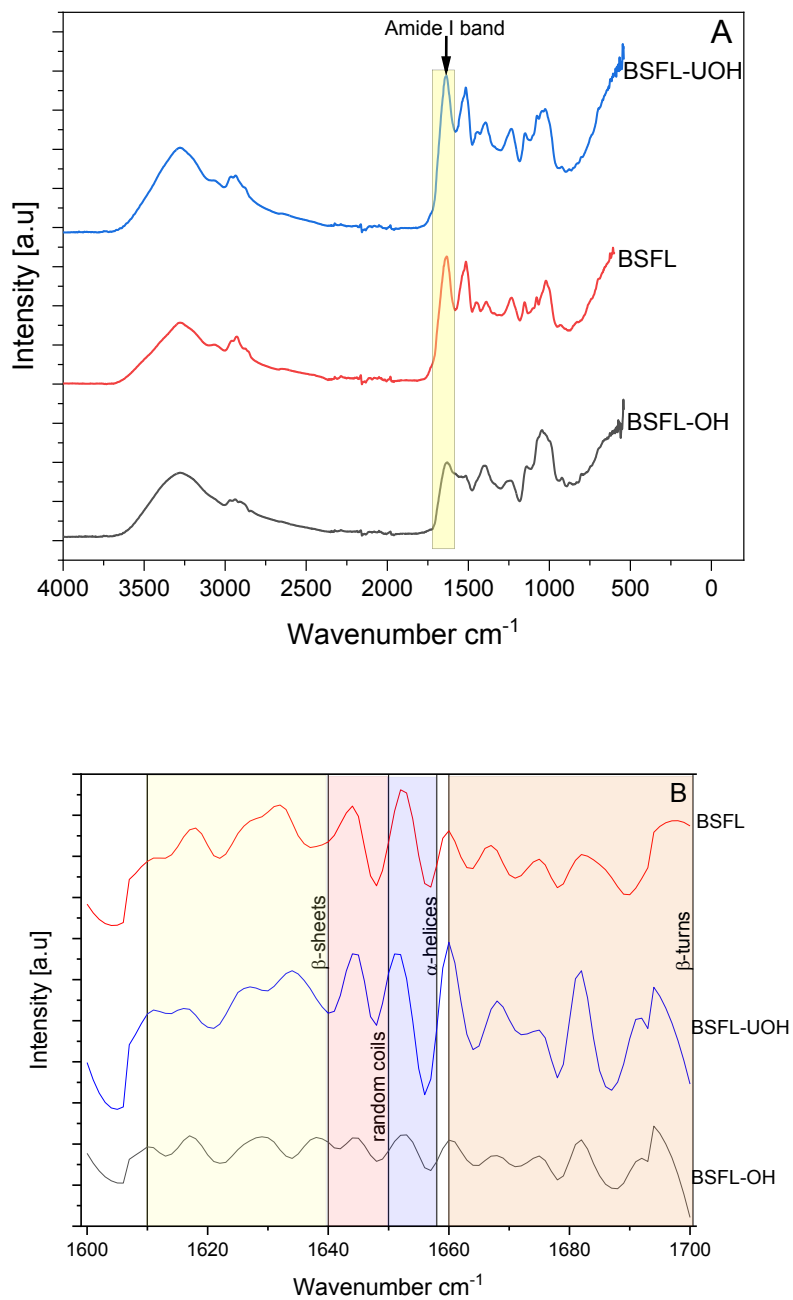 Amide I band
A
BSFL-UOH
BSFL
BSFL-OH
Intensity [a.u]
4000 3500 3000 2500 2000 1500 1000 500 0
Wavenumber cm-1
B
BSFL
β-sheets
α-helices
β-turns
BSFL-UOH
random coils
BSFL-OH
Intensity [a.u]
1600 1620 1640 1660 1680 1700
Wavenumber cm-1